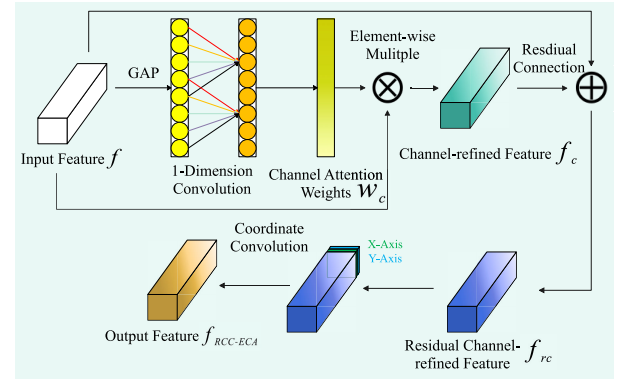 Element-wise
Mulitple
Resdiual
Connection
GAP
Input Feature f
1-Dimension
Convolution
Channel Attention
Weights w_c
Channel-refined Feature f_c
Coordinate
Convolution
X-Axis
Y-Axis
Output Feature f_RCC-ECA
Residual Channel-
refined Feature f_rc